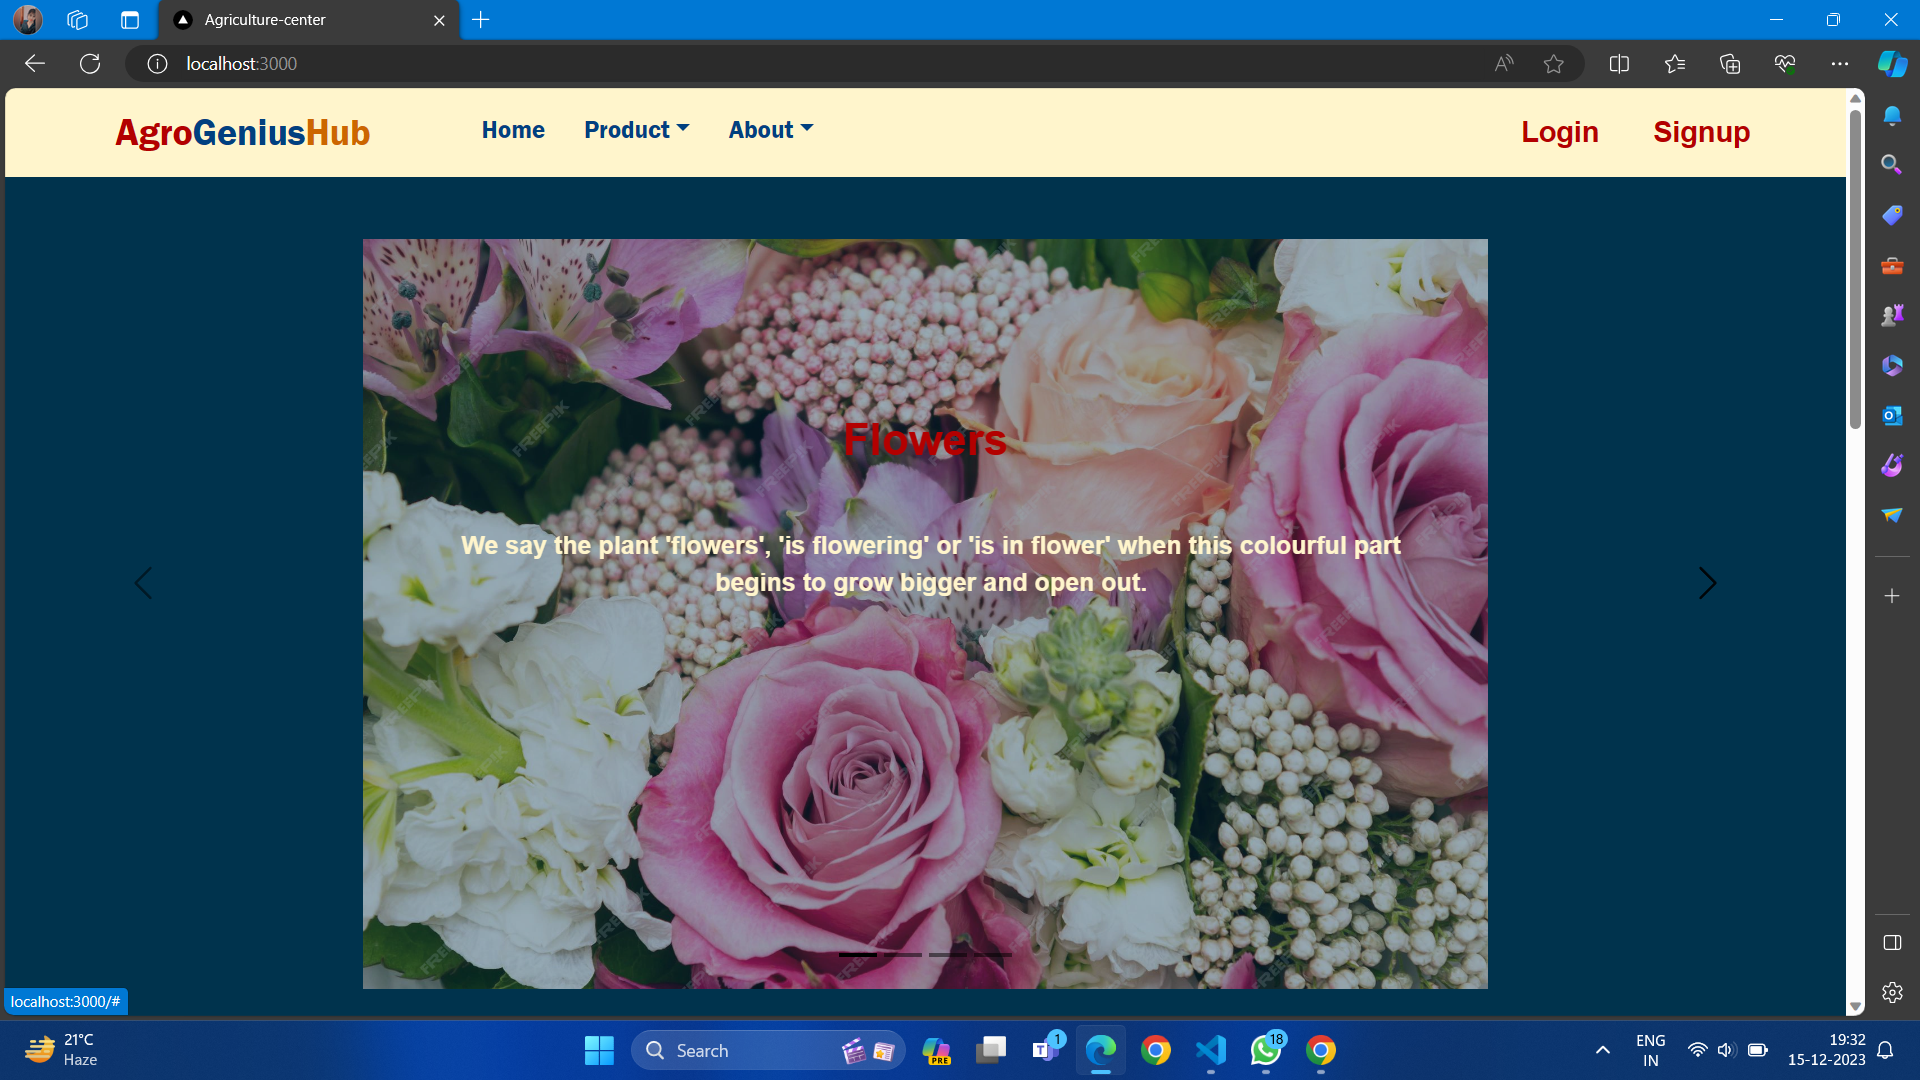 Agriculture-center
localhost:3000
AgroGeniusHub
Home
Product
About
Login
Signup
Flowers
We say the plant 'flowers', 'is flowering' or 'is in flower' when this colourful part
begins to grow bigger and open out.
FREEPIK
localhost:3000/#
21°C
Haze
Search
PRE
1
18
ENG
IN
19:32
15-12-2023